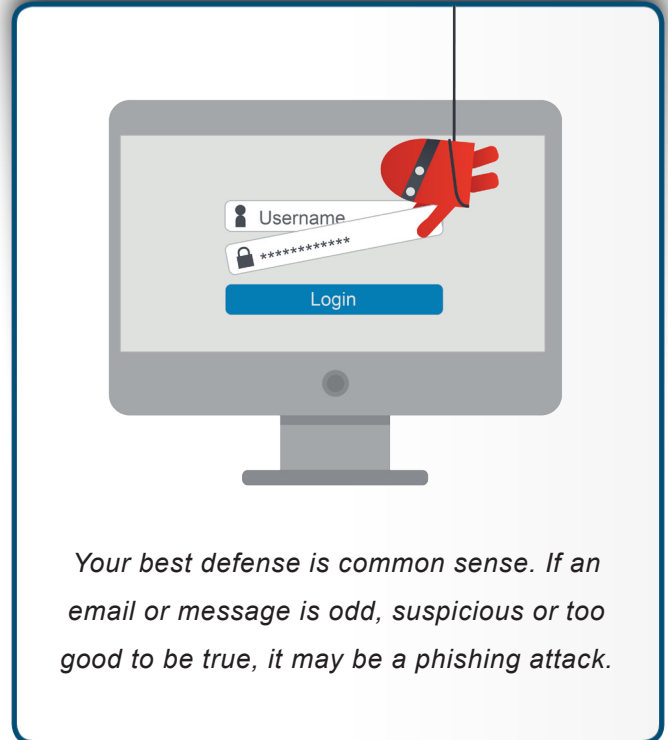 Username
************
Login
Your best defense is common sense. If an
email or message is odd, suspicious or too
good to be true, it may be a phishing attack.